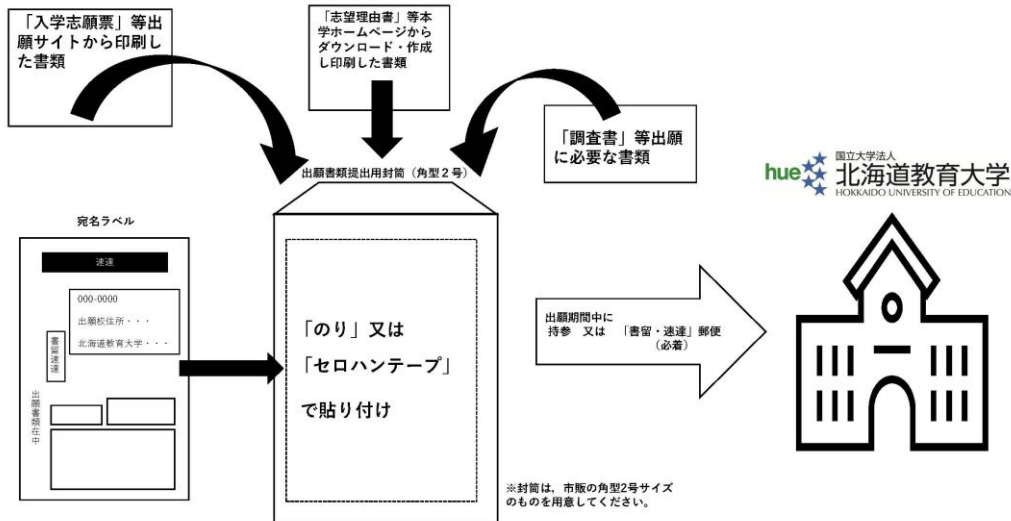 「入学志願票」等出
願サイトから印刷し
た書類
「志望理由書」等本
学ホームページから
ダウンロード・作成
し印刷した書類
「調査書」等出願
に必要な書類
出願書類提出用封筒（角型２号）
hue
国立大学法人
北海道教育大学
HOKKAIDO UNIVERSITY OF EDUCATION
宛名ラベル
速達
000-0000
出願校住所・・・
北海道教育大学・・・
書留速達
出願書類在中
「のり」又は
「セロハンテープ」
で貼り付け
出願期間中に
持参　又は　「書留・速達」郵便
（必着）
※封筒は，市販の角型2号サイズ
のものを用意してください。